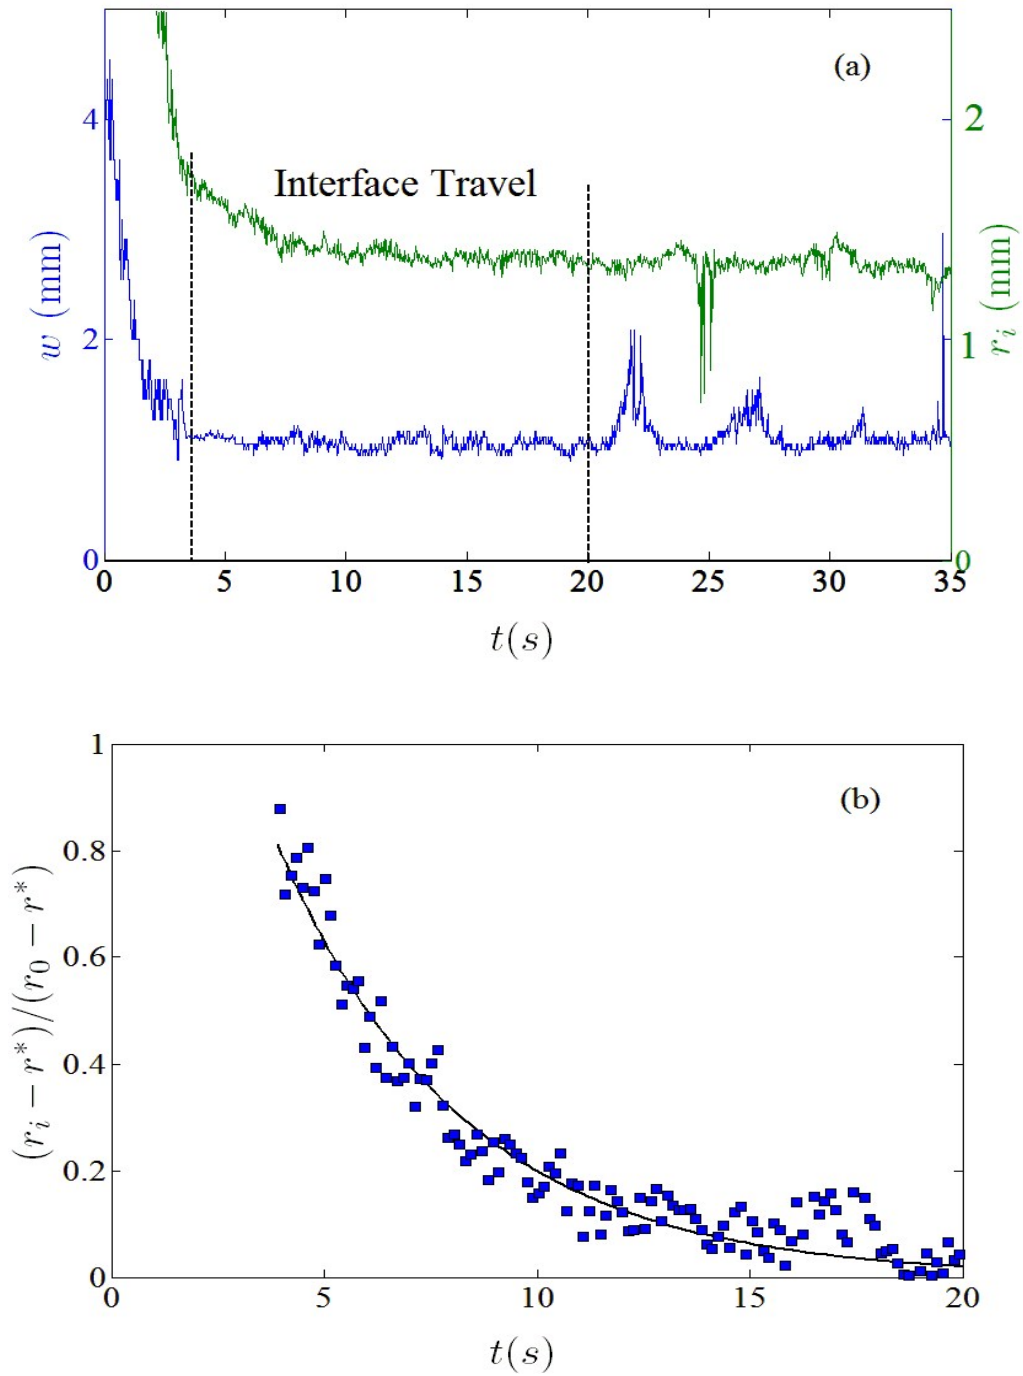 (a)
4
2
Interface Travel
w (mm)
r_i (mm)
2
1
0
0
0 5 10 15 20 25 30 35
t(s)
1
(b)
0.8
0.6
(r_i − r*)/(r_0 − r*)
0.4
0.2
0
0 5 10 15 20
t(s)